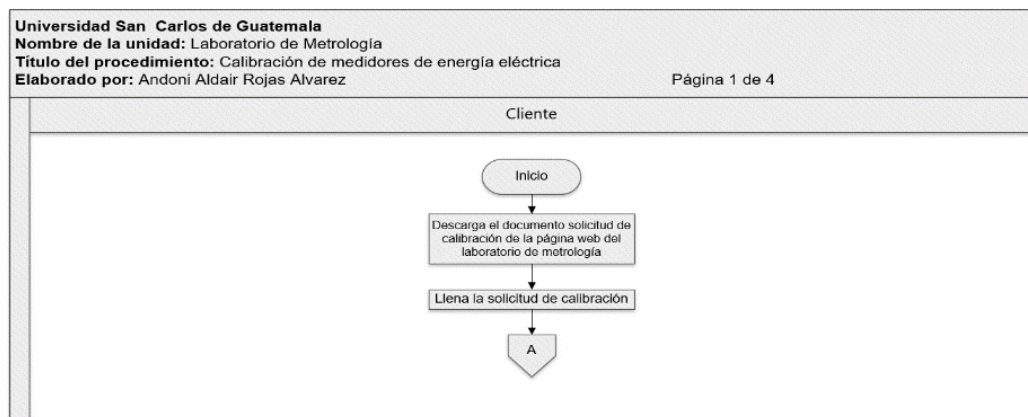 Universidad San Carlos de Guatemala
Nombre de la unidad: Laboratorio de Metrología
Título del procedimiento: Calibración de medidores de energía eléctrica
Elaborado por: Andoni Aldair Rojas Alvarez Página 1 de 4
Cliente
Inicio
Descarga el documento solicitud de
calibración de la página web del
laboratorio de metrología
Llena la solicitud de calibración
A